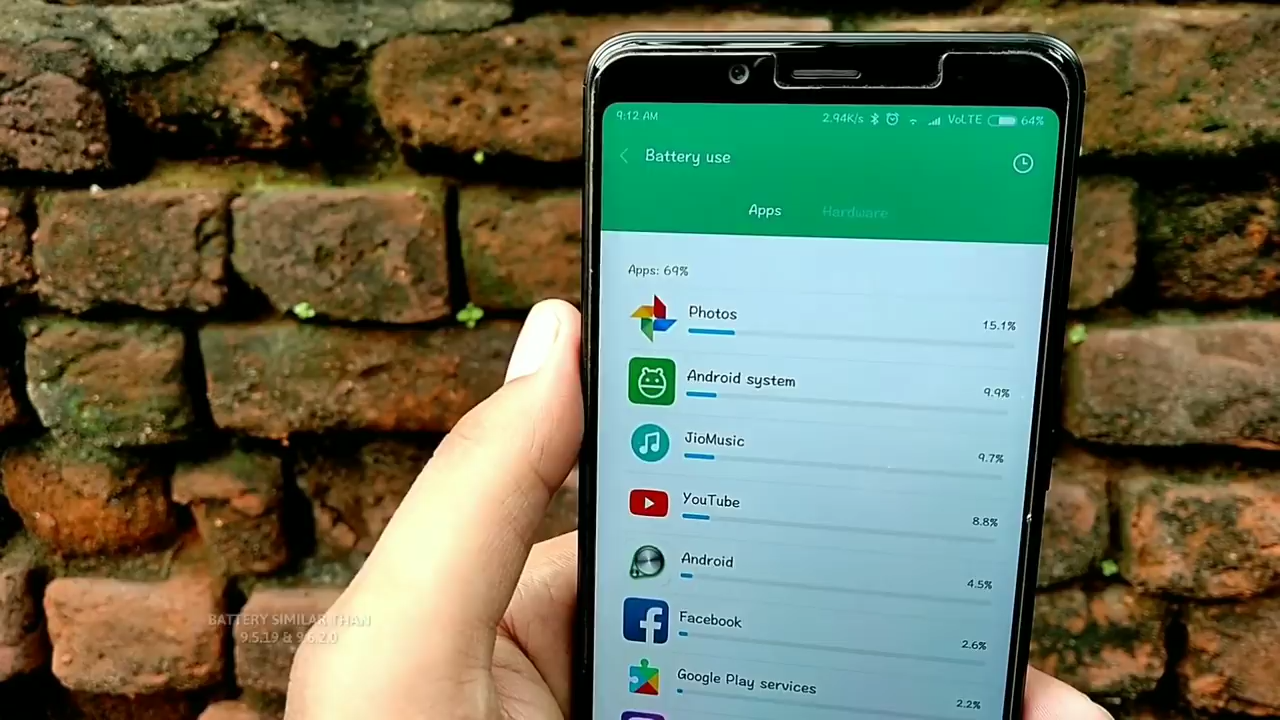 9:12 AM 2.94K/s VoLTE 64%
Battery use
Apps Hardware
Apps: 69%
Photos 15.1%
Android system 9.9%
JioMusic 9.7%
YouTube 8.8%
Android 4.5%
Facebook 2.6%
Google Play services 2.2%
BATTERY SIMILAR THAN
9.5.19 & 9.6.2.0